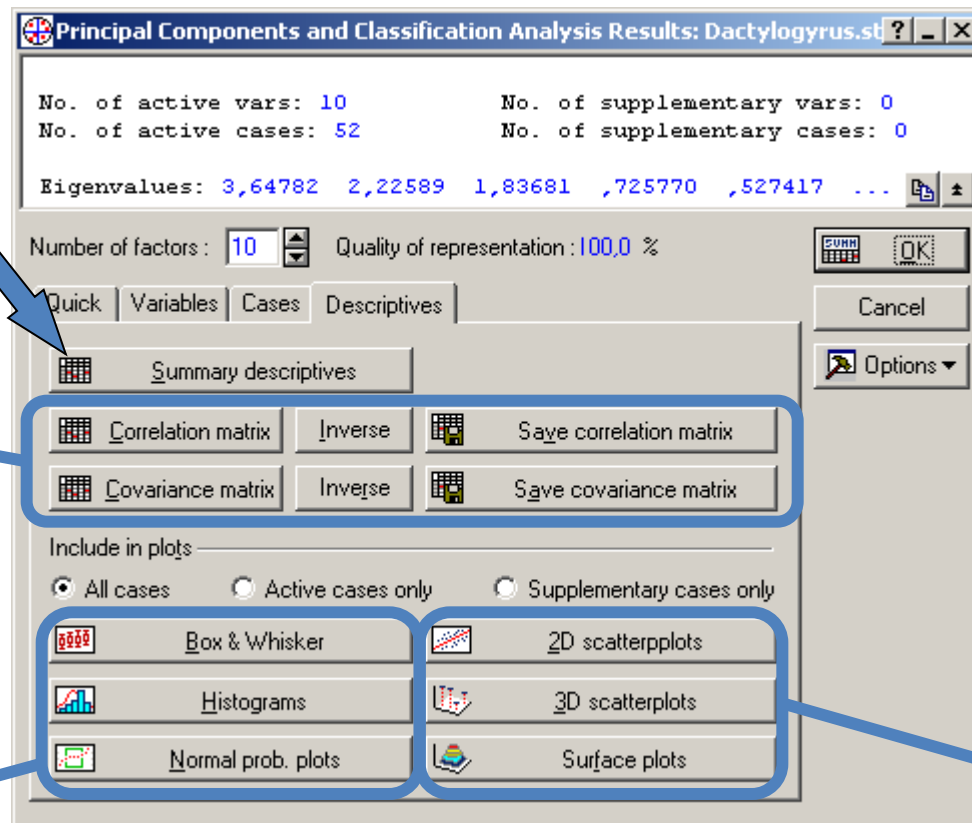 Principal Components and Classification Analysis Results: Dactylogyrus.st
No. of active vars: 10 No. of supplementary vars: 0
No. of active cases: 52 No. of supplementary cases: 0
Eigenvalues: 3,64782 2,22589 1,83681 ,725770 ,527417 ...
Number of factors : 10 Quality of representation : 100,0 %
OK
Quick Variables Cases Descriptives
Cancel
Summary descriptives
Options
Correlation matrix Inverse Save correlation matrix
Covariance matrix Inverse Save covariance matrix
Include in plots
All cases Active cases only Supplementary cases only
Box & Whisker 2D scatterpplots
Histograms 3D scatterplots
Normal prob. plots Surface plots